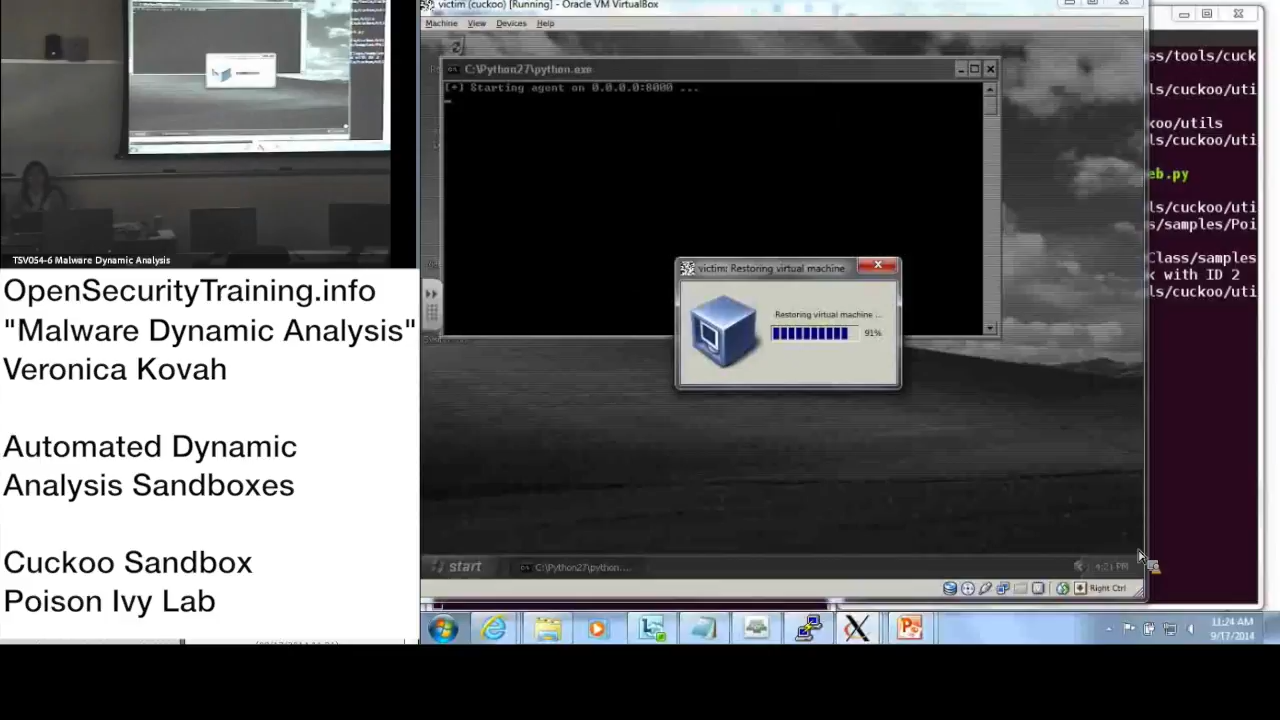 TSV054-6 Malware Dynamic Analysis
OpenSecurityTraining.info
"Malware Dynamic Analysis"
Veronica Kovah
Automated Dynamic
Analysis Sandboxes
Cuckoo Sandbox
Poison Ivy Lab
victim (cuckoo) [Running] - Oracle VM VirtualBox
Machine View Devices Help
C:\Python27\python.exe
[+] Starting agent on 0.0.0.0:8000 ...
victim: Restoring virtual machine
Restoring virtual machine ...
91%
start
C:\Python27\python....
4:21 PM
Right Ctrl
ss/tools/cuck
ls/cuckoo/uti
koo/utils
ls/cuckoo/uti
eb.py
ls/cuckoo/uti
s/samples/Poi
Class/samples
k with ID 2
ls/cuckoo/uti
11:24 AM
9/17/2014